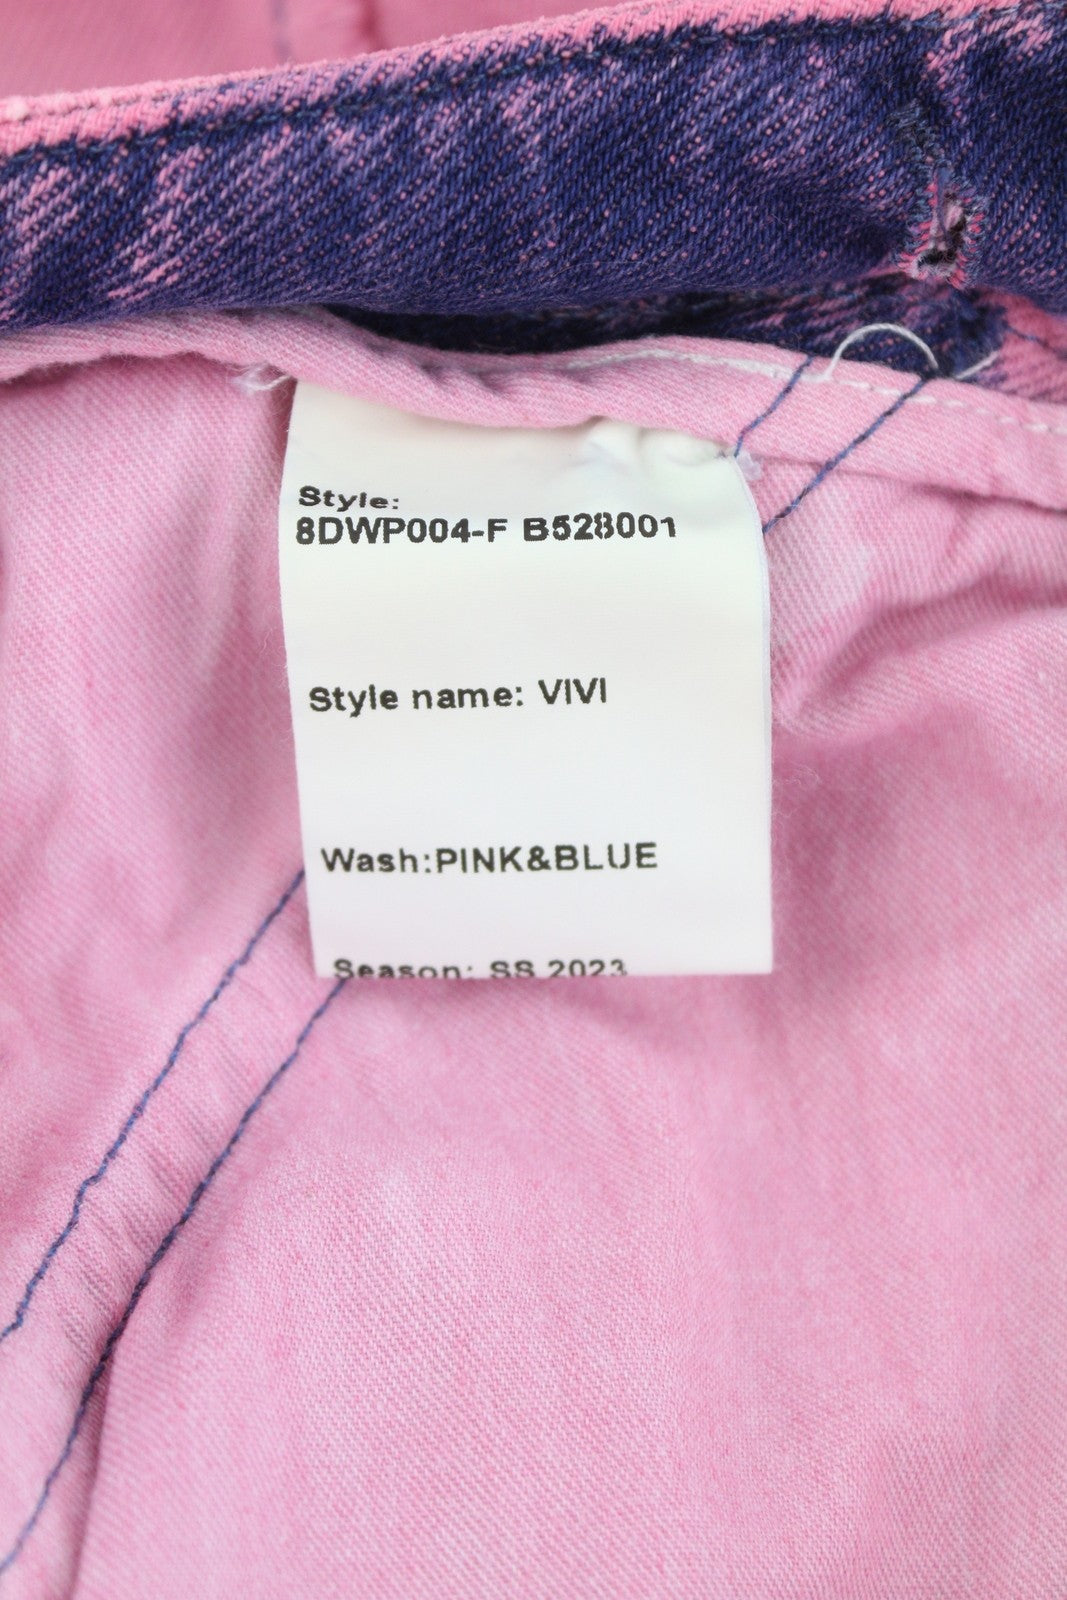 Style:
8DWP004-F B528001
Style name: VIVI
Wash:PINK&BLUE
Season: SS 2023